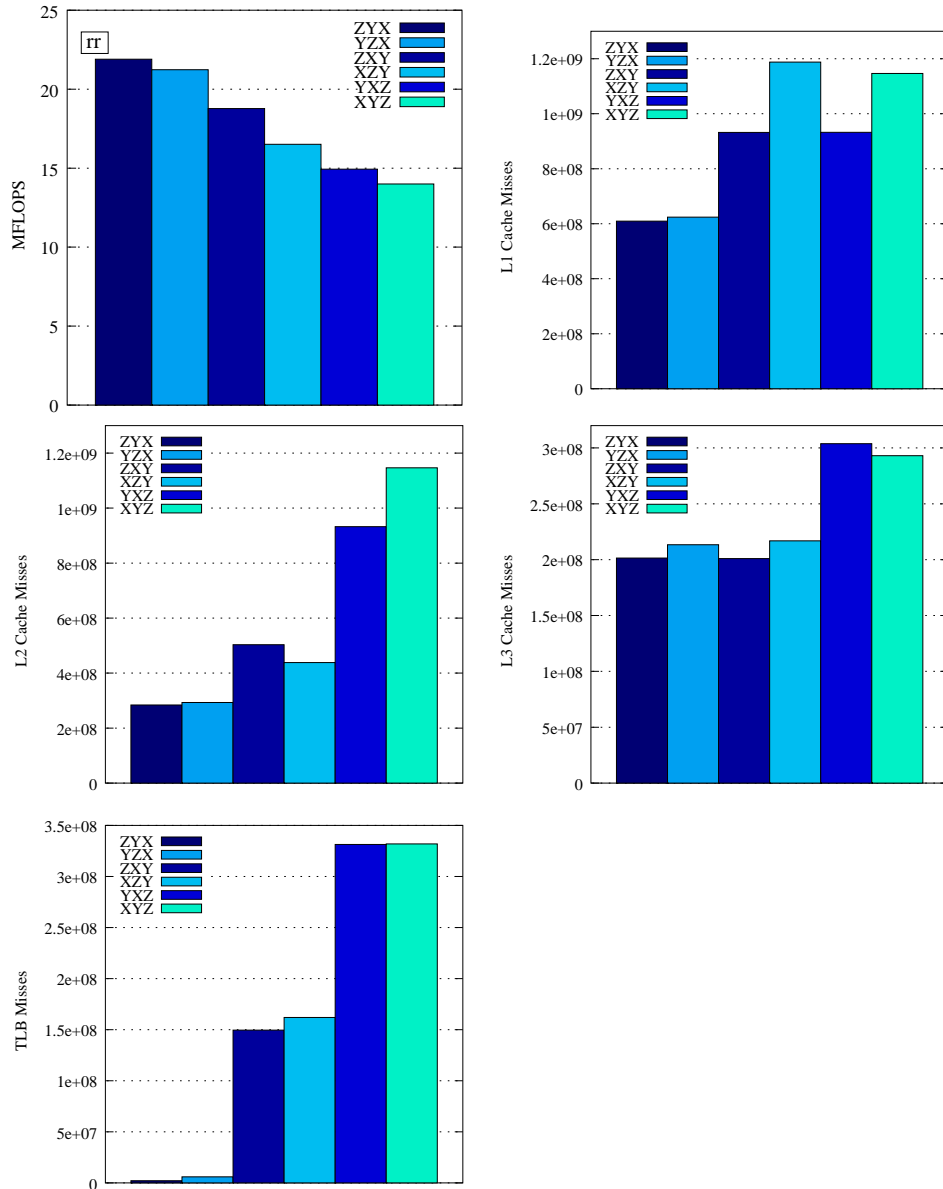 25
20
15
10
5
0
MFLOPS
rr
ZYX
YZX
ZXY
XZY
YXZ
XYZ
1.2e+09
1e+09
8e+08
6e+08
4e+08
2e+08
0
L1 Cache Misses
ZYX
YZX
ZXY
XZY
YXZ
XYZ
1.2e+09
1e+09
8e+08
6e+08
4e+08
2e+08
0
L2 Cache Misses
ZYX
YZX
ZXY
XZY
YXZ
XYZ
3e+08
2.5e+08
2e+08
1.5e+08
1e+08
5e+07
0
L3 Cache Misses
ZYX
YZX
ZXY
XZY
YXZ
XYZ
3.5e+08
3e+08
2.5e+08
2e+08
1.5e+08
1e+08
5e+07
0
TLB Misses
ZYX
YZX
ZXY
XZY
YXZ
XYZ